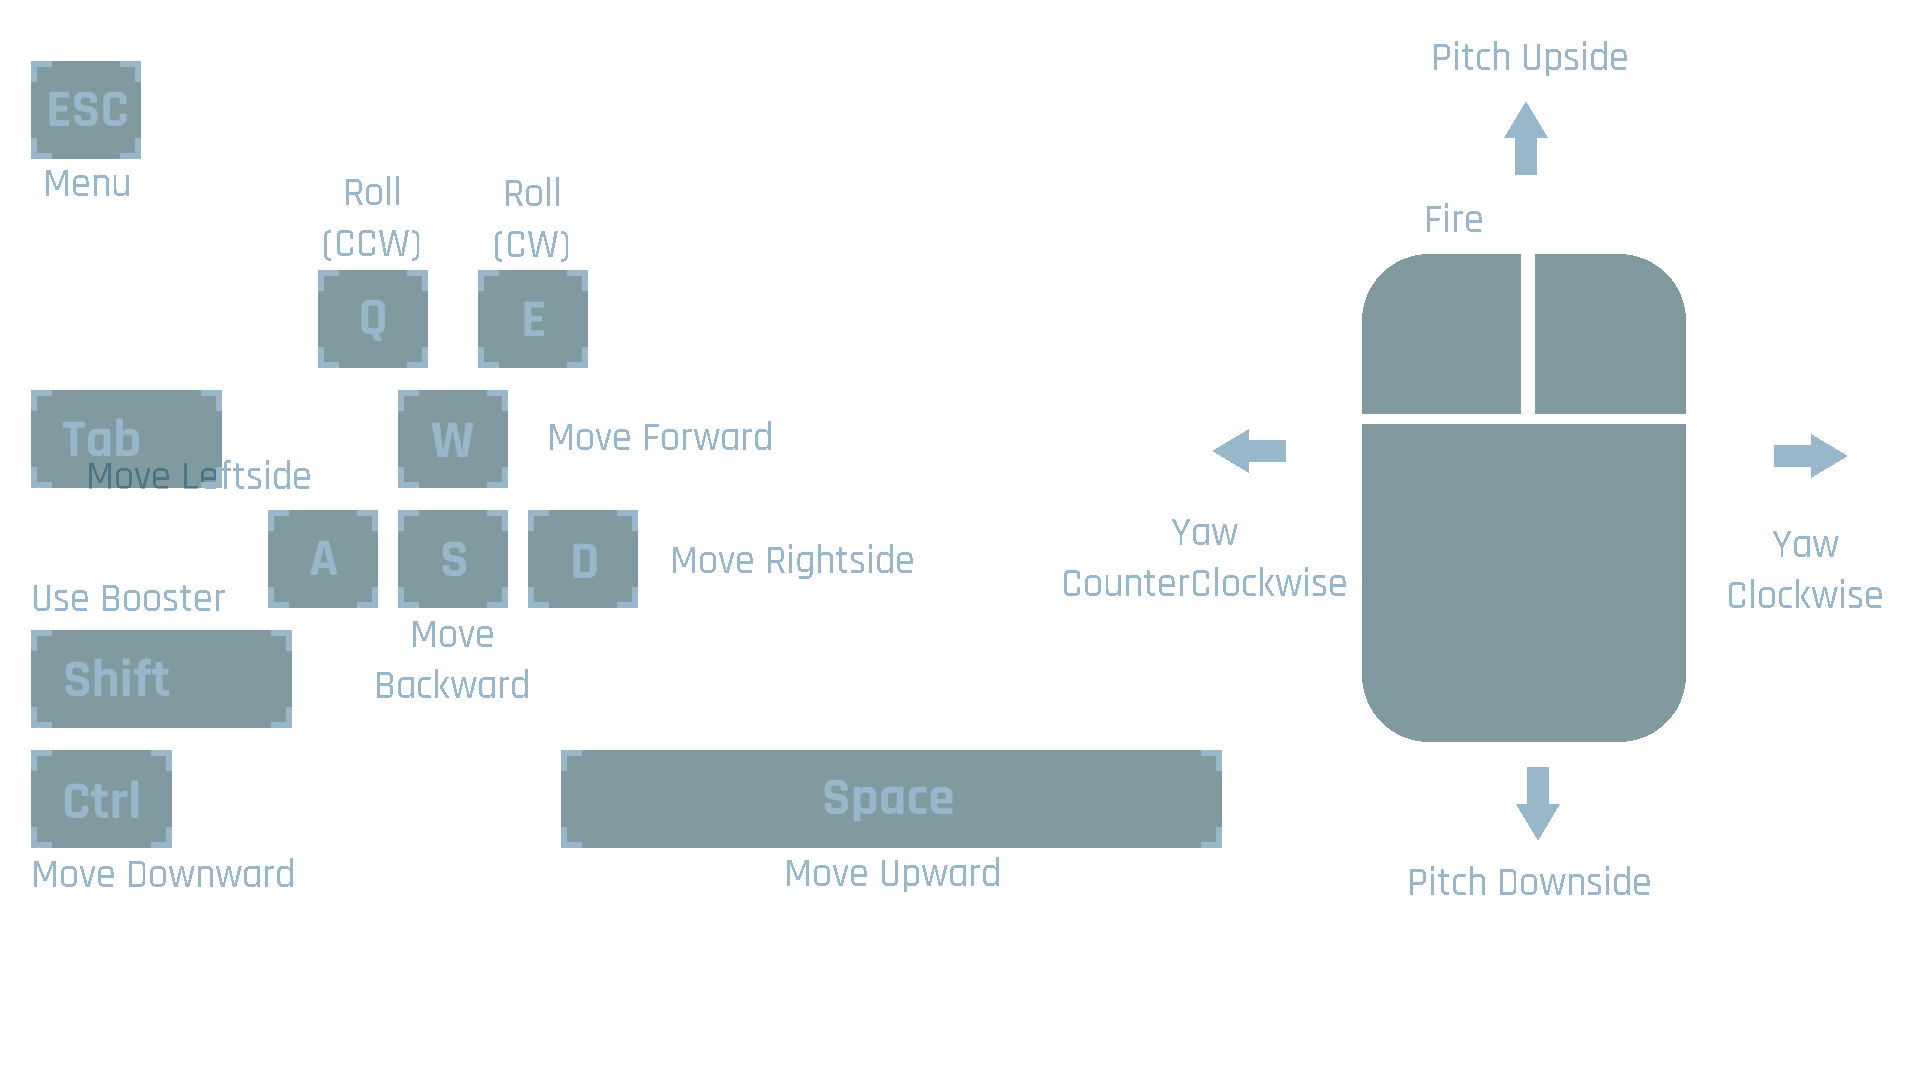 Pitch Upside
ESC
Menu
Roll
(CCW)
Roll
(CW)
Fire
Q
E
Tab
W
Move Forward
Move Leftside
A
S
D
Move Rightside
Yaw
CounterClockwise
Yaw
Clockwise
Use Booster
Move
Backward
Shift
Ctrl
Space
Move Downward
Move Upward
Pitch Downside